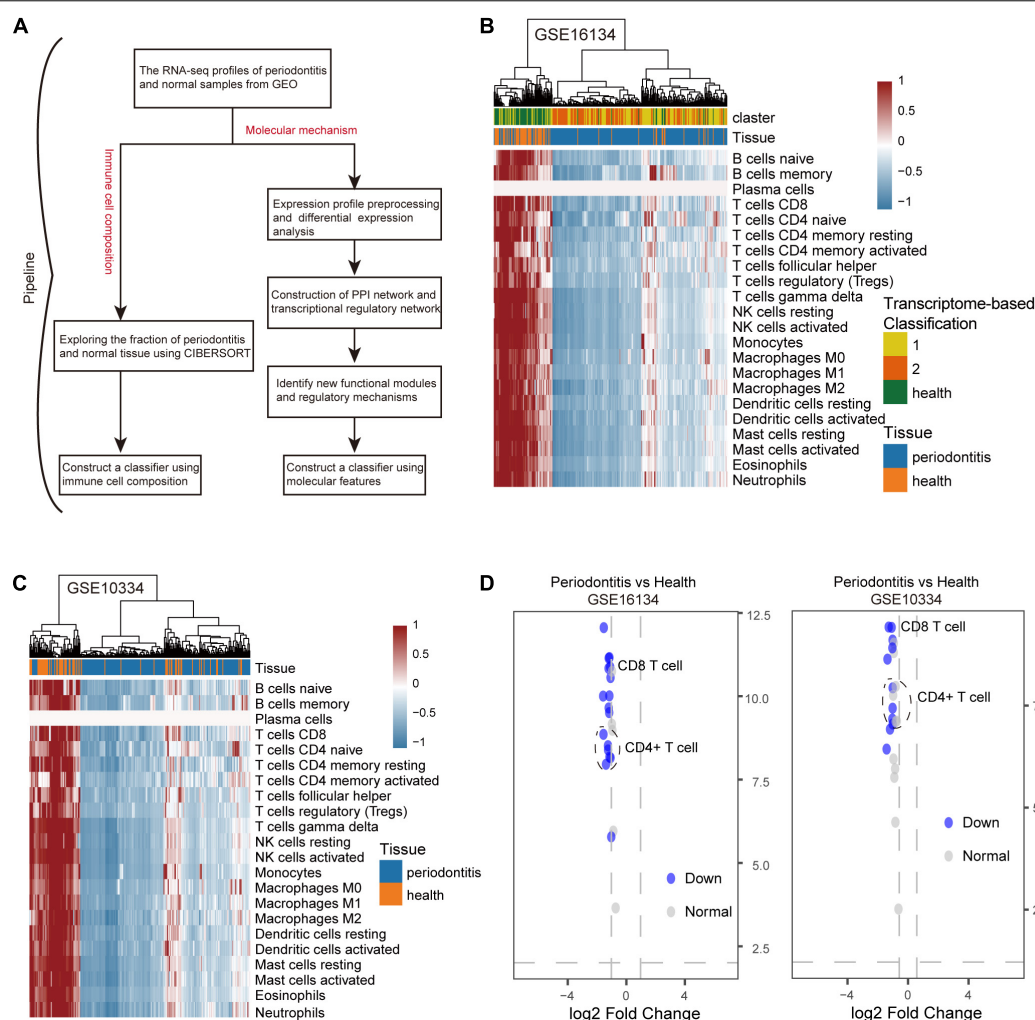 A
Pipeline
The RNA-seq profiles of periodontitis
and normal samples from GEO
Molecular mechanism
Immune cell composition
Expression profile preprocessing
and differential expression
analysis
Construction of PPI network and
transcriptional regulatory network
Exploring the fraction of periodontitis
and normal tissue using CIBERSORT
Identify new functional modules
and regulatory mechanisms
Construct a classifier using
immune cell composition
Construct a classifier using
molecular features
B
GSE16134
claster
Tissue
B cells naive
B cells memory
Plasma cells
T cells CD8
T cells CD4 naive
T cells CD4 memory resting
T cells CD4 memory activated
T cells follicular helper
T cells regulatory (Tregs)
T cells gamma delta
NK cells resting
NK cells activated
Monocytes
Macrophages M0
Macrophages M1
Macrophages M2
Dendritic cells resting
Dendritic cells activated
Mast cells resting
Mast cells activated
Eosinophils
Neutrophils
1
0.5
0
−0.5
−1
Transcriptome-based
Classification
1
2
health
Tissue
periodontitis
health
C
GSE10334
Tissue
B cells naive
B cells memory
Plasma cells
T cells CD8
T cells CD4 naive
T cells CD4 memory resting
T cells CD4 memory activated
T cells follicular helper
T cells regulatory (Tregs)
T cells gamma delta
NK cells resting
NK cells activated
Monocytes
Macrophages M0
Macrophages M1
Macrophages M2
Dendritic cells resting
Dendritic cells activated
Mast cells resting
Mast cells activated
Eosinophils
Neutrophils
1
0.5
0
−0.5
−1
Tissue
periodontitis
health
D
Periodontitis vs Health
GSE16134
CD8 T cell
CD4+ T cell
Down
Normal
12.5
10.0
7.5
5.0
2.5
−4 0 4
log2 Fold Change
Periodontitis vs Health
GSE10334
CD8 T cell
CD4+ T cell
Down
Normal
−4 0 4
log2 Fold Change